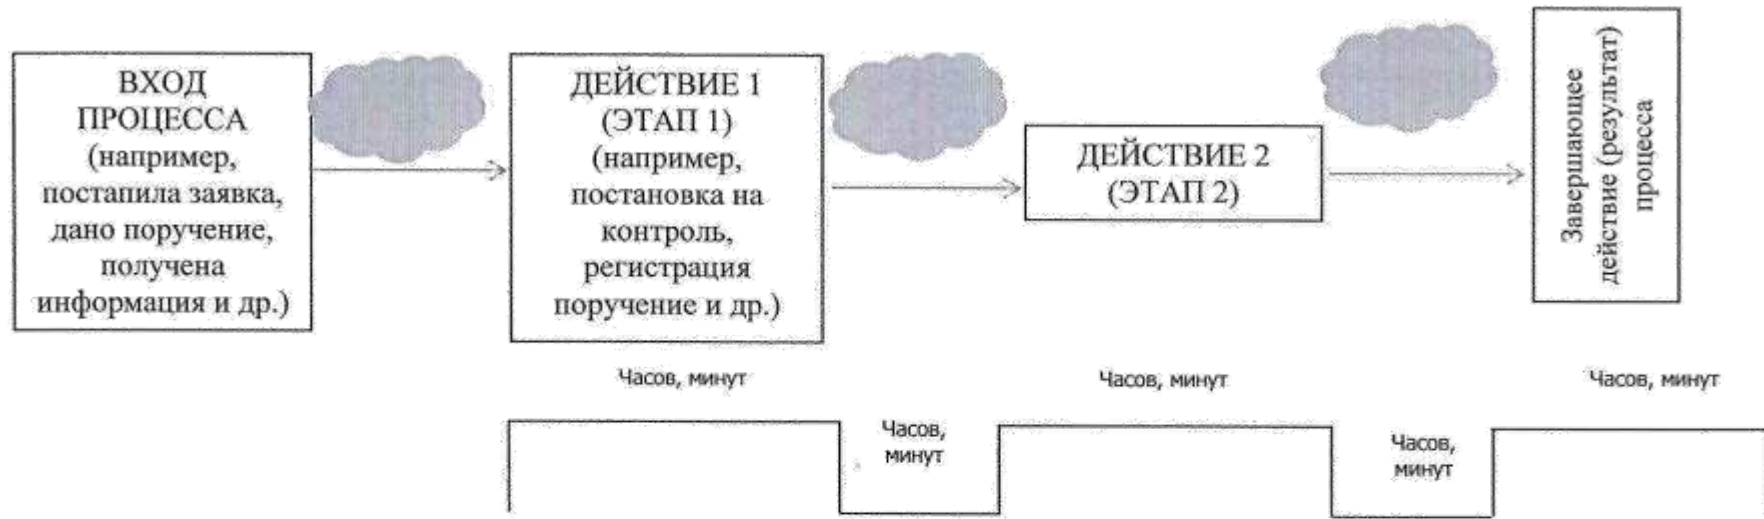 ВХОД
ПРОЦЕССА
(например,
постапила заявка,
дано поручение,
получена
информация и др.)
ДЕЙСТВИЕ 1
(ЭТАП 1)
(например,
постановка на
контроль,
регистрация
поручение и др.)
ДЕЙСТВИЕ 2
(ЭТАП 2)
Завершающее
действие (результат)
процесса
Часов, минут
Часов, минут
Часов, минут
Часов,
минут
Часов,
минут